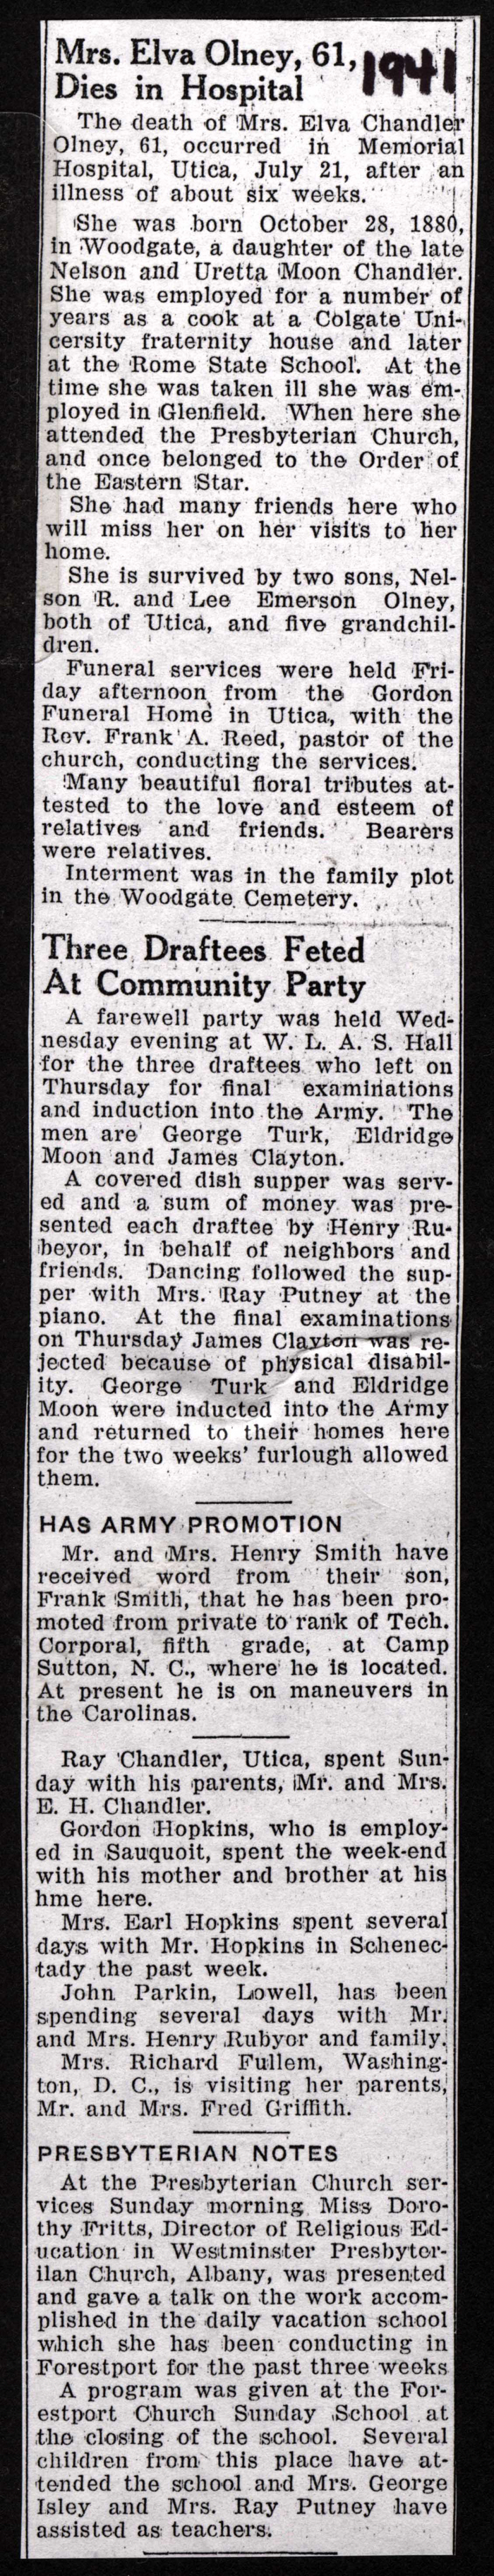 Mrs. Elva Olney, 61,
Dies in Hospital
1941
The death of Mrs. Elva Chandler
Olney, 61, occurred in Memorial
Hospital, Utica, July 21, after an
illness of about six weeks.
She was born October 28, 1880,
in Woodgate, a daughter of the late
Nelson and Uretta Moon Chandler.
She was employed for a number of
years as a cook at a Colgate Uni-
cersity fraternity house and later
at the Rome State School. At the
time she was taken ill she was em-
ployed in Glenfield. When here she
attended the Presbyterian Church,
and once belonged to the Order of
the Eastern Star.
She had many friends here who
will miss her on her visits to her
home.
She is survived by two sons, Nel-
son R. and Lee Emerson Olney,
both of Utica, and five grandchil-
dren.
Funeral services were held Fri-
day afternoon from the Gordon
Funeral Home in Utica, with the
Rev. Frank A. Reed, pastor of the
church, conducting the services.
Many beautiful floral tributes at-
tested to the love and esteem of
relatives and friends. Bearers
were relatives.
Interment was in the family plot
in the Woodgate Cemetery.
Three Draftees Feted
At Community Party
A farewell party was held Wed-
nesday evening at W. L. A. S. Hall
for the three draftees who left on
Thursday for final examinations
and induction into the Army. The
men are George Turk, Eldridge
Moon and James Clayton.
A covered dish supper was serv-
ed and a sum of money was pre-
sented each draftee by Henry Ru-
beyor, in behalf of neighbors and
friends. Dancing followed the sup-
per with Mrs. Ray Putney at the
piano. At the final examinations
on Thursday James Clayton was re-
jected because of physical disabil-
ity. George Turk and Eldridge
Moon were inducted into the Army
and returned to their homes here
for the two weeks' furlough allowed
them.
HAS ARMY PROMOTION
Mr. and Mrs. Henry Smith have
received word from their son,
Frank Smith, that he has been pro-
moted from private to rank of Tech.
Corporal, fifth grade, at Camp
Sutton, N. C., where he is located.
At present he is on maneuvers in
the Carolinas.
Ray Chandler, Utica, spent Sun-
day with his parents, Mr. and Mrs.
E. H. Chandler.
Gordon Hopkins, who is employ-
ed in Sauquoit, spent the week-end
with his mother and brother at his
hme here.
Mrs. Earl Hopkins spent several
days with Mr. Hopkins in Schenec-
tady the past week.
John Parkin, Lowell, has been
spending several days with Mr.
and Mrs. Henry Rubyor and family.
Mrs. Richard Fullem, Washing-
ton, D. C., is visiting her parents,
Mr. and Mrs. Fred Griffith.
PRESBYTERIAN NOTES
At the Presbyterian Church ser-
vices Sunday morning Miss Doro-
thy Fritts, Director of Religious Ed-
ucation in Westminster Presbyter-
ilan Church, Albany, was presented
and gave a talk on the work accom-
plished in the daily vacation school
which she has been conducting in
Forestport for the past three weeks
A program was given at the For-
estport Church Sunday School at
the closing of the school. Several
children from this place have at-
tended the school and Mrs. George
Isley and Mrs. Ray Putney have
assisted as teachers.